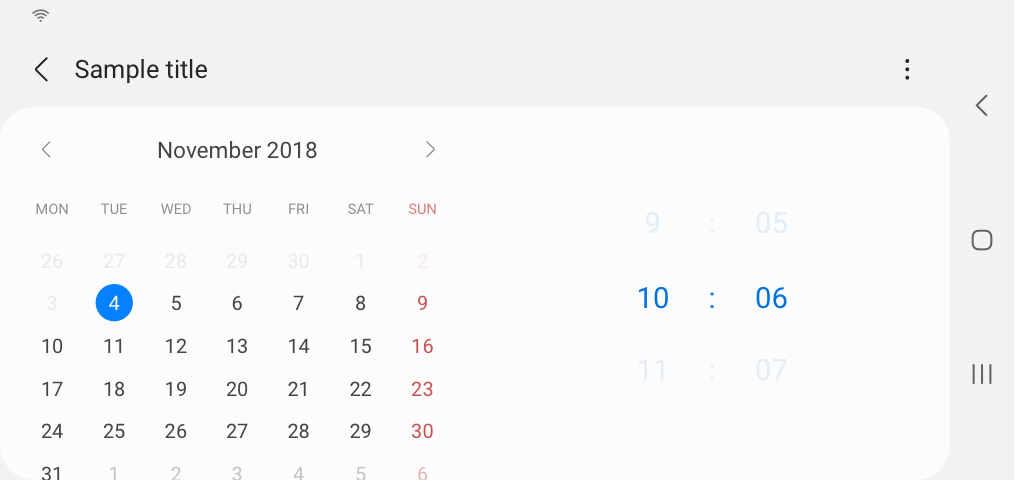 Sample title
November 2018
MON TUE WED THU FRI SAT SUN
26 27 28 29 30 1 2
3 4 5 6 7 8 9
10 11 12 13 14 15 16
17 18 19 20 21 22 23
24 25 26 27 28 29 30
31 1 2 3 4 5 6
9 : 05
10 : 06
11 : 07